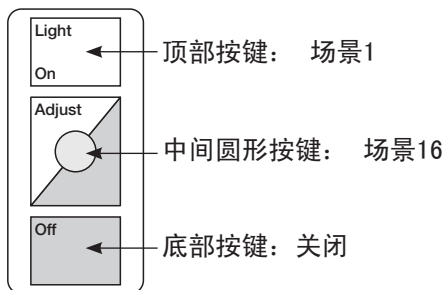 Light
On
顶部按键： 场景1
Adjust
中间圆形按键： 场景16
Off
底部按键：关闭